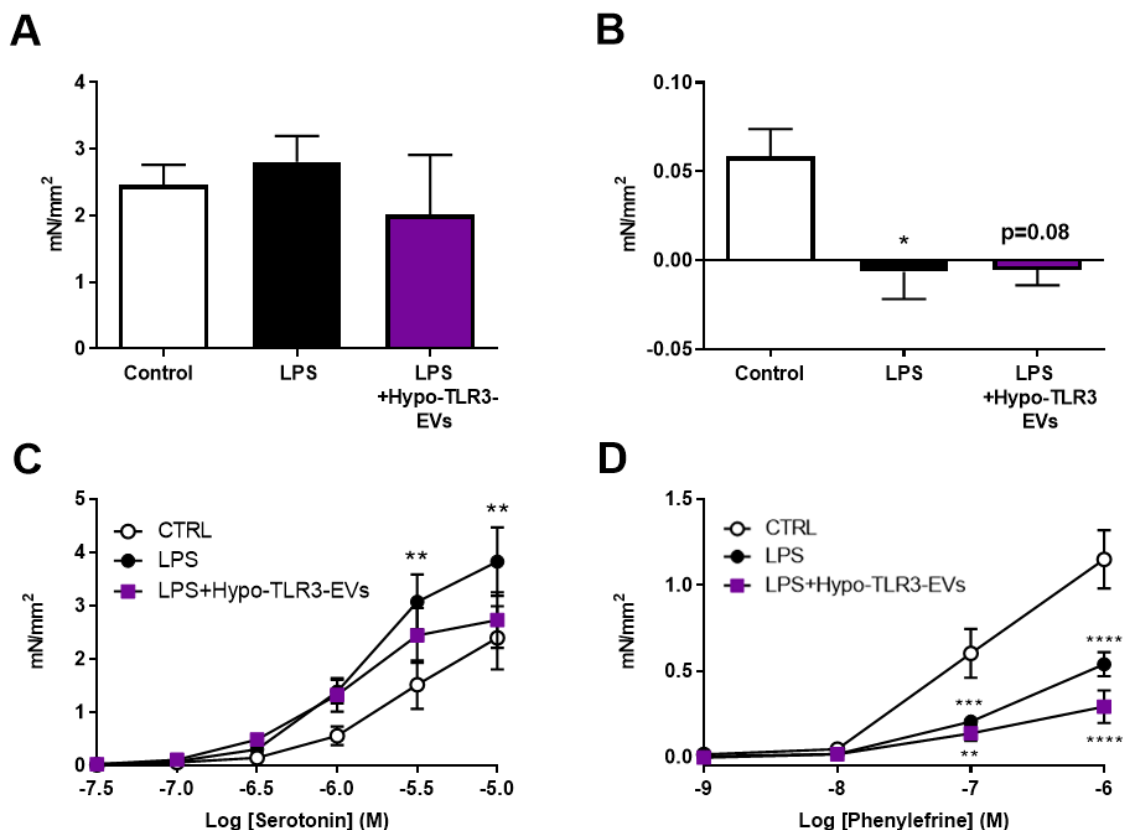 A
4
3
2
1
0
mN/mm²
Control
LPS
LPS
+Hypo-TLR3-
EVs
B
0.10
0.05
0.00
-0.05
mN/mm²
*
p=0.08
Control
LPS
LPS
+Hypo-TLR3
EVs
C
5
4
3
2
1
0
mN/mm²
CTRL
LPS
LPS+Hypo-TLR3-EVs
**
**
-7.5
-7.0
-6.5
-6.0
-5.5
-5.0
Log [Serotonin] (M)
D
1.5
1.0
0.5
0.0
mN/mm²
CTRL
LPS
LPS+Hypo-TLR3-EVs
****
***
**
****
-9
-8
-7
-6
Log [Phenylefrine] (M)